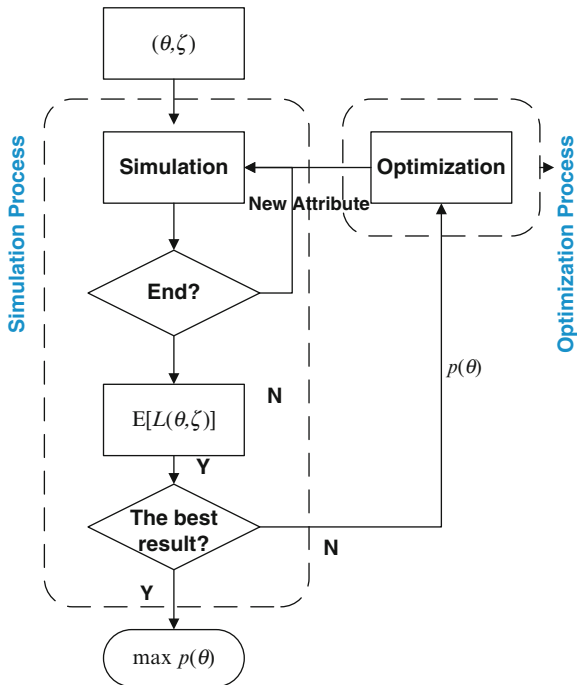 (θ,ζ)
Simulation
Optimization
New Attribute
Simulation Process
Optimization Process
End?
p(θ)
N
E[L(θ,ζ)]
Y
The best
result?
N
Y
max p(θ)